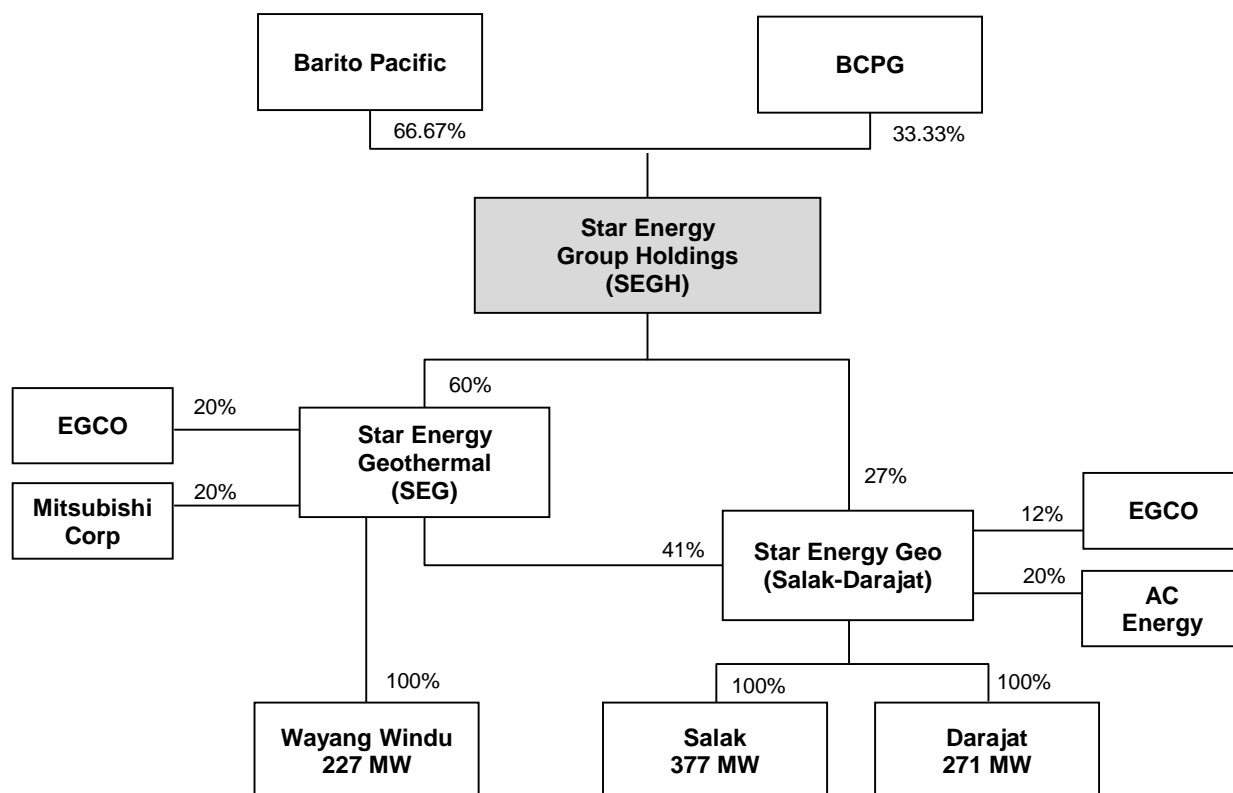 Barito Pacific
BCPG
66.67%
33.33%
Star Energy
Group Holdings
(SEGH)
60%
20%
EGCO
Star Energy
Geothermal
(SEG)
27%
20%
Mitsubishi
Corp
12%
EGCO
41%
Star Energy Geo
(Salak-Darajat)
20%
AC
Energy
100%
100%
100%
Wayang Windu
227 MW
Salak
377 MW
Darajat
271 MW